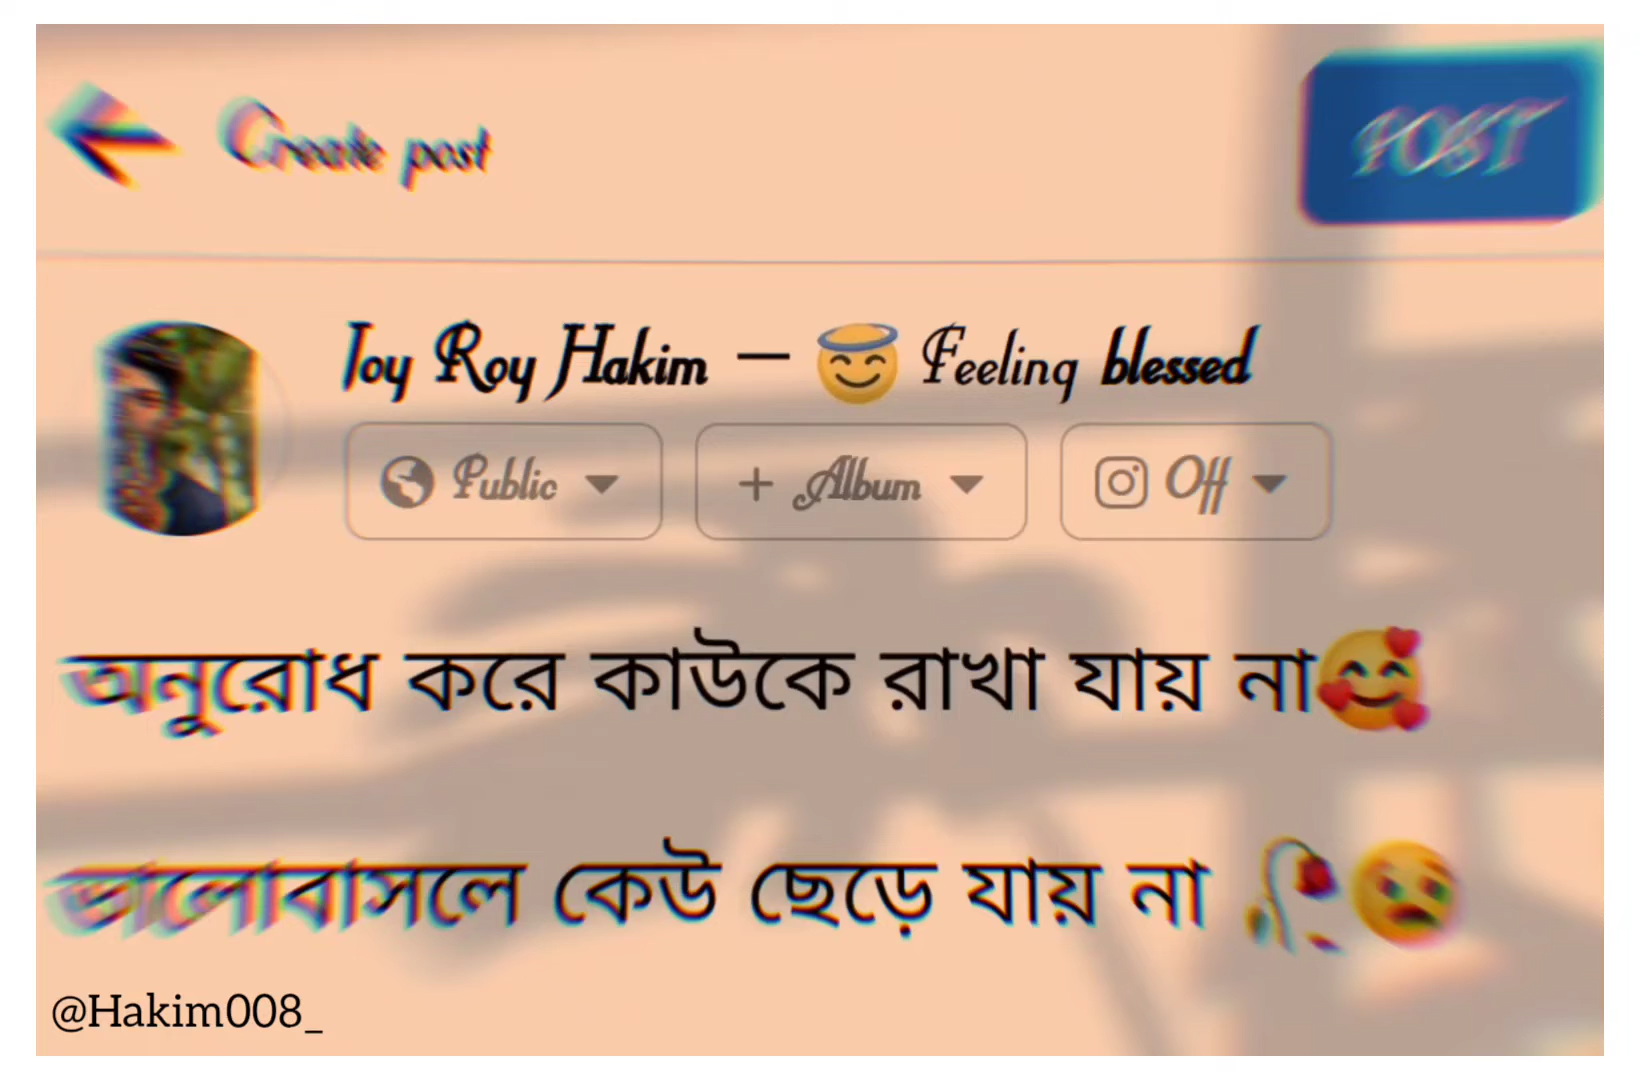 Create post
POST
Joy Roy Hakim — 😇 Feeling blessed
Public
+ Album
Off
অনুরোধ করে কাউকে রাখা যায় না🥰
ভালোবাসলে কেউ ছেড়ে যায় না 🥀😢
@Hakim008_